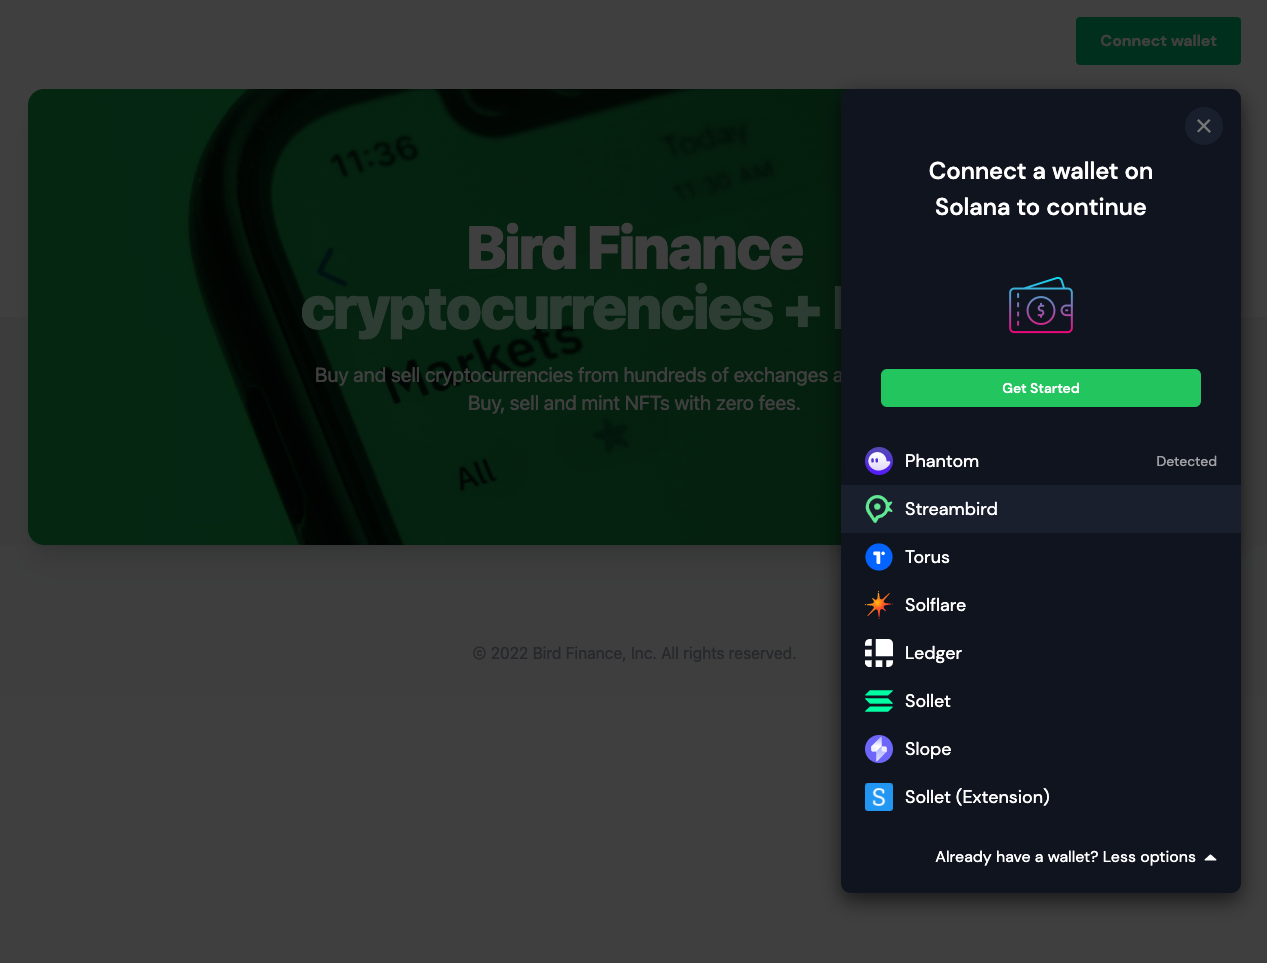 Connect wallet
11:36
Today
11:30 AM
Bird Finance
cryptocurrencies +
Markets
Buy and sell cryptocurrencies from hundreds of exchanges
Buy, sell and mint NFTs with zero fees.
All
© 2022 Bird Finance, Inc. All rights reserved.
Connect a wallet on
Solana to continue
$
Get Started
Phantom Detected
Streambird
Torus
Solflare
Ledger
Sollet
Slope
S Sollet (Extension)
Already have a wallet? Less options